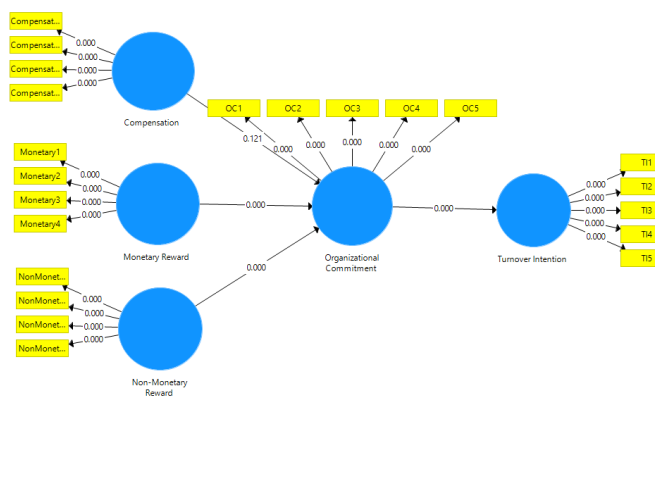 Compensat...
Compensat...
Compensat...
Compensat...
0.000
0.000
0.000
0.000
Compensation
OC1
OC2
OC3
OC4
OC5
0.121
0.000
0.000
0.000
0.000
0.000
Monetary1
Monetary2
Monetary3
Monetary4
0.000
0.000
0.000
0.000
Monetary Reward
0.000
Organizational
Commitment
0.000
TI1
TI2
TI3
TI4
TI5
0.000
0.000
0.000
0.000
0.000
Turnover Intention
0.000
NonMonet...
NonMonet...
NonMonet...
NonMonet...
0.000
0.000
0.000
0.000
Non-Monetary
Reward